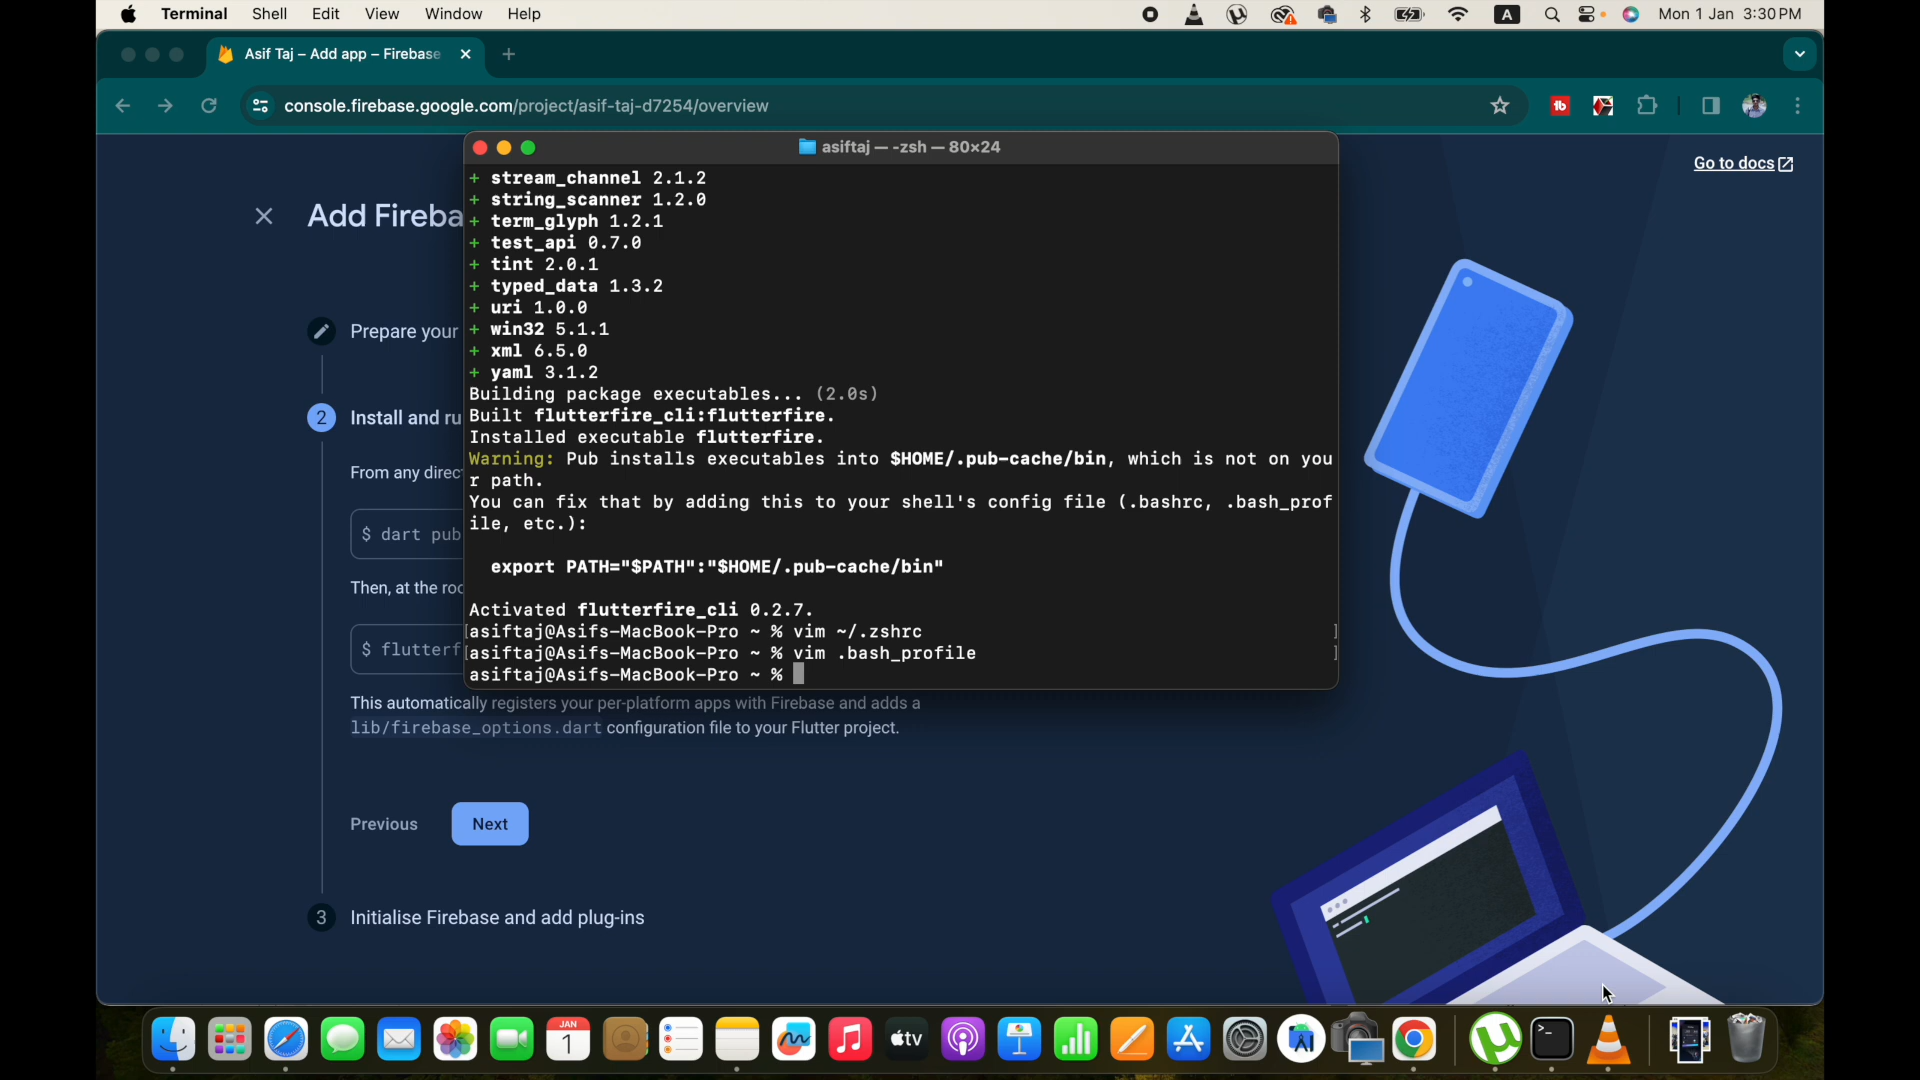 Terminal Shell Edit View Window Help
A Mon 1 Jan 3:30 PM
Asif Taj – Add app – Firebase
console.firebase.google.com/project/asif-taj-d7254/overview
tb
asiftaj — -zsh — 80×24
Go to docs
Add Fireba
+ stream_channel 2.1.2
+ string_scanner 1.2.0
+ term_glyph 1.2.1
+ test_api 0.7.0
+ tint 2.0.1
+ typed_data 1.3.2
+ uri 1.0.0
+ win32 5.1.1
+ xml 6.5.0
+ yaml 3.1.2
Building package executables... (2.0s)
Built flutterfire_cli:flutterfire.
Installed executable flutterfire.
Warning: Pub installs executables into $HOME/.pub-cache/bin, which is not on you
r path.
You can fix that by adding this to your shell's config file (.bashrc, .bash_prof
ile, etc.):
export PATH="$PATH":"$HOME/.pub-cache/bin"
Activated flutterfire_cli 0.2.7.
[asiftaj@Asifs-MacBook-Pro ~ % vim ~/.zshrc ]
[asiftaj@Asifs-MacBook-Pro ~ % vim .bash_profile ]
asiftaj@Asifs-MacBook-Pro ~ %
Prepare your
2 Install and ru
From any direc
$ dart pub
Then, at the roo
$ flutterf
This automatically registers your per-platform apps with Firebase and adds a
lib/firebase_options.dart configuration file to your Flutter project.
Previous Next
3 Initialise Firebase and add plug-ins
JAN
1
tv
>_